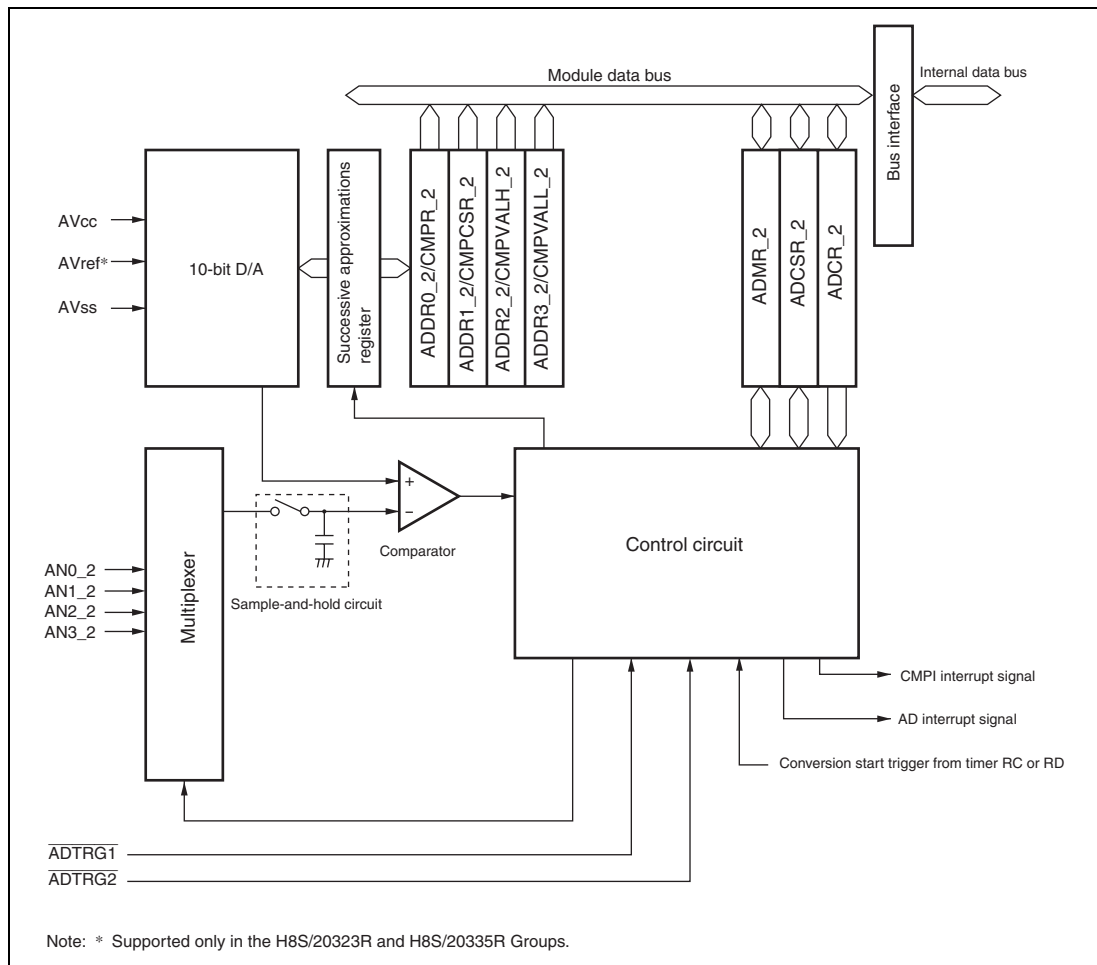 Module data bus
Internal data bus
Bus interface
AVcc
AVref*
AVss
10-bit D/A
Successive approximations
register
ADDR0_2/CMPR_2
ADDR1_2/CMPCSR_2
ADDR2_2/CMPVALH_2
ADDR3_2/CMPVALL_2
ADMR_2
ADCSR_2
ADCR_2
+
−
Comparator
Control circuit
AN0_2
AN1_2
AN2_2
AN3_2
Multiplexer
Sample-and-hold circuit
CMPI interrupt signal
AD interrupt signal
Conversion start trigger from timer RC or RD
ADTRG1
ADTRG2
Note: * Supported only in the H8S/20323R and H8S/20335R Groups.